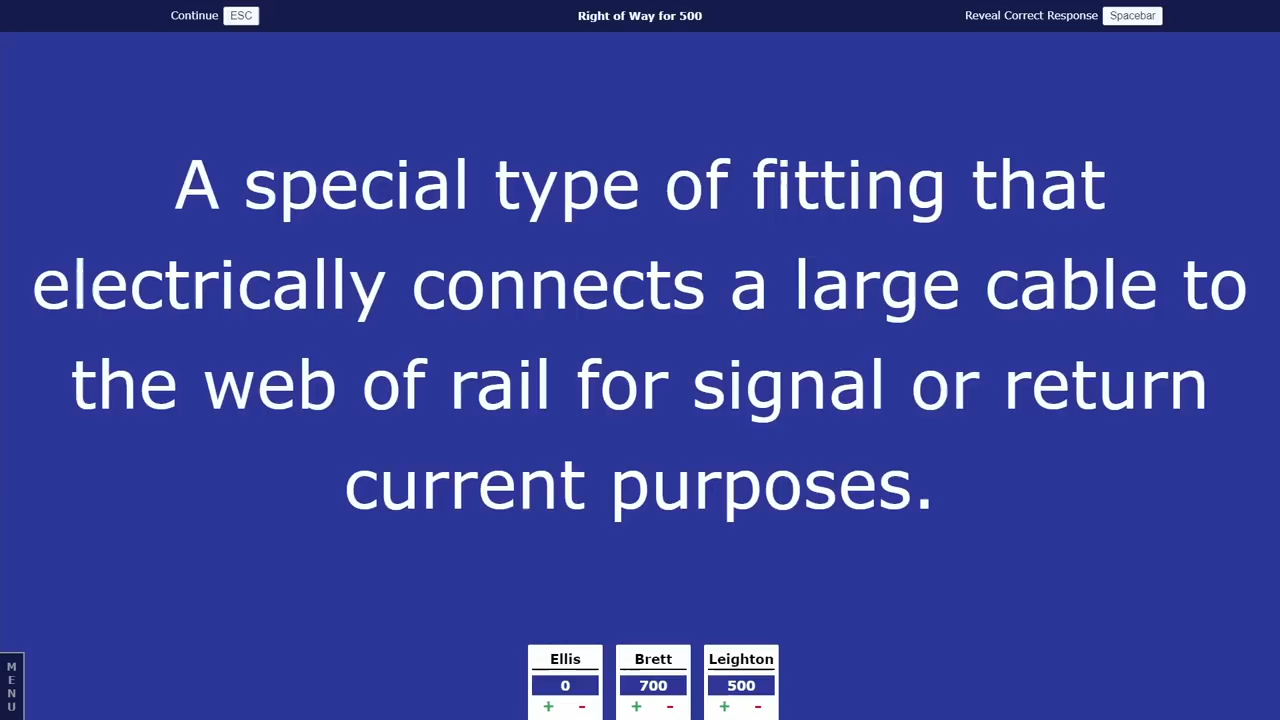 Continue ESC
Right of Way for 500
Reveal Correct Response Spacebar
A special type of fitting that
electrically connects a large cable to
the web of rail for signal or return
current purposes.
MENU
Ellis
0
+ -
Brett
700
+ -
Leighton
500
+ -